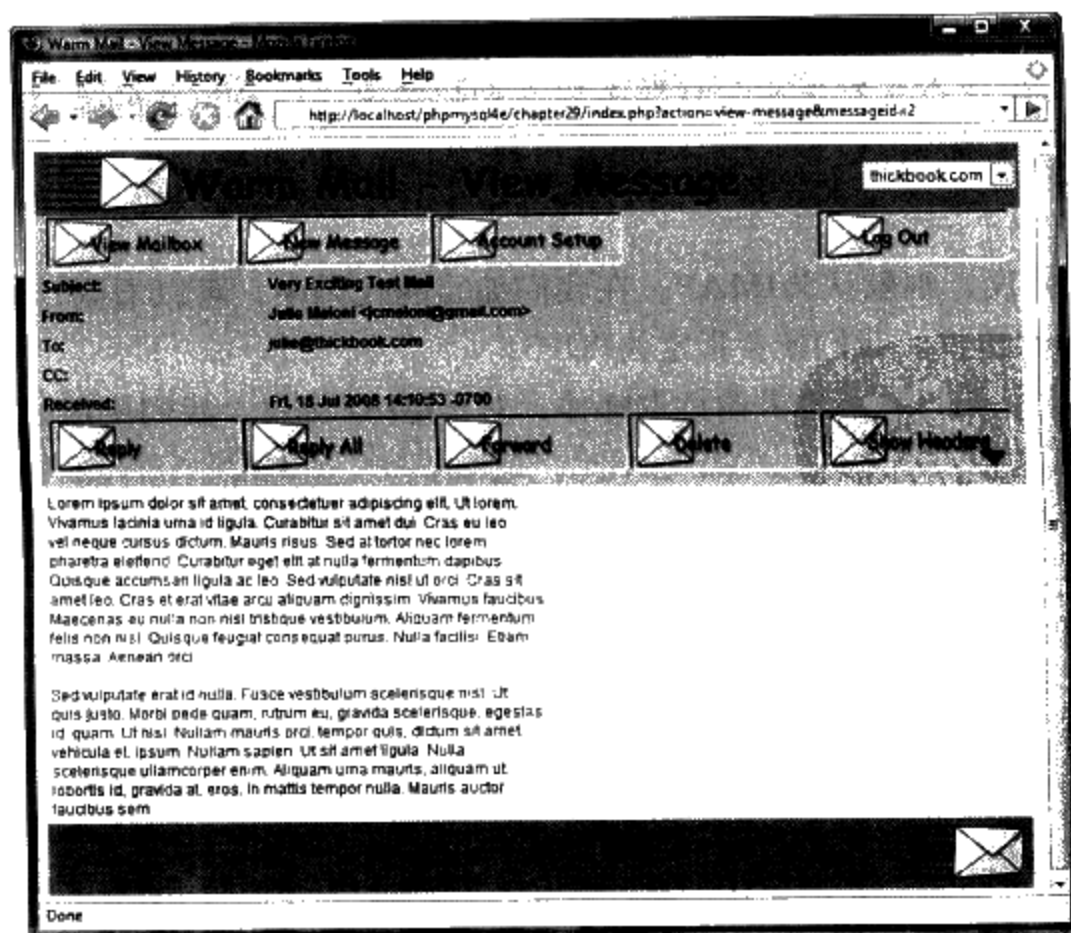 Warm Mail - View Message - Mozilla Firefox
File Edit View History Bookmarks Tools Help
http://localhost/phpmysql4e/chapter29/index.php?action=view-message&messageid=2
Warm Mail - View Message
thickbook.com
View Mailbox New Message Account Setup Log Out
Subject: Very Exciting Test Mail
From: Julie Meloni <jcmeloni@gmail.com>
To: julie@thickbook.com
CC:
Received: Fri, 18 Jul 2008 14:10:53 -0700
Reply Reply All Forward Delete Show Headers
Lorem ipsum dolor sit amet, consectetuer adipiscing elit. Ut lorem.
Vivamus lacinia urna id ligula. Curabitur sit amet dui. Cras eu leo
vel neque cursus dictum. Mauris risus. Sed at tortor nec lorem
pharetra eleifend. Curabitur eget elit at nulla fermentum dapibus.
Quisque accumsan ligula ac leo. Sed vulputate nisl ut orci. Cras sit
amet leo. Cras et erat vitae arcu aliquam dignissim. Vivamus faucibus.
Maecenas eu nulla non nisl tristique vestibulum. Aliquam fermentum
felis non nisl. Quisque feugiat consequat purus. Nulla facilisi. Etiam
massa. Aenean orci.
Sed vulputate erat id nulla. Fusce vestibulum scelerisque nisl. Ut
quis justo. Morbi pede quam, rutrum eu, gravida scelerisque, egestas
id, quam. Ut nisl. Nullam mauris orci, tempor quis, dictum sit amet,
vehicula et, ipsum. Nullam sapien. Ut sit amet ligula. Nulla
scelerisque ullamcorper enim. Aliquam urna mauris, aliquam ut,
lobortis id, gravida at, eros. In mattis tempor nulla. Mauris auctor
faucibus sem.
Done